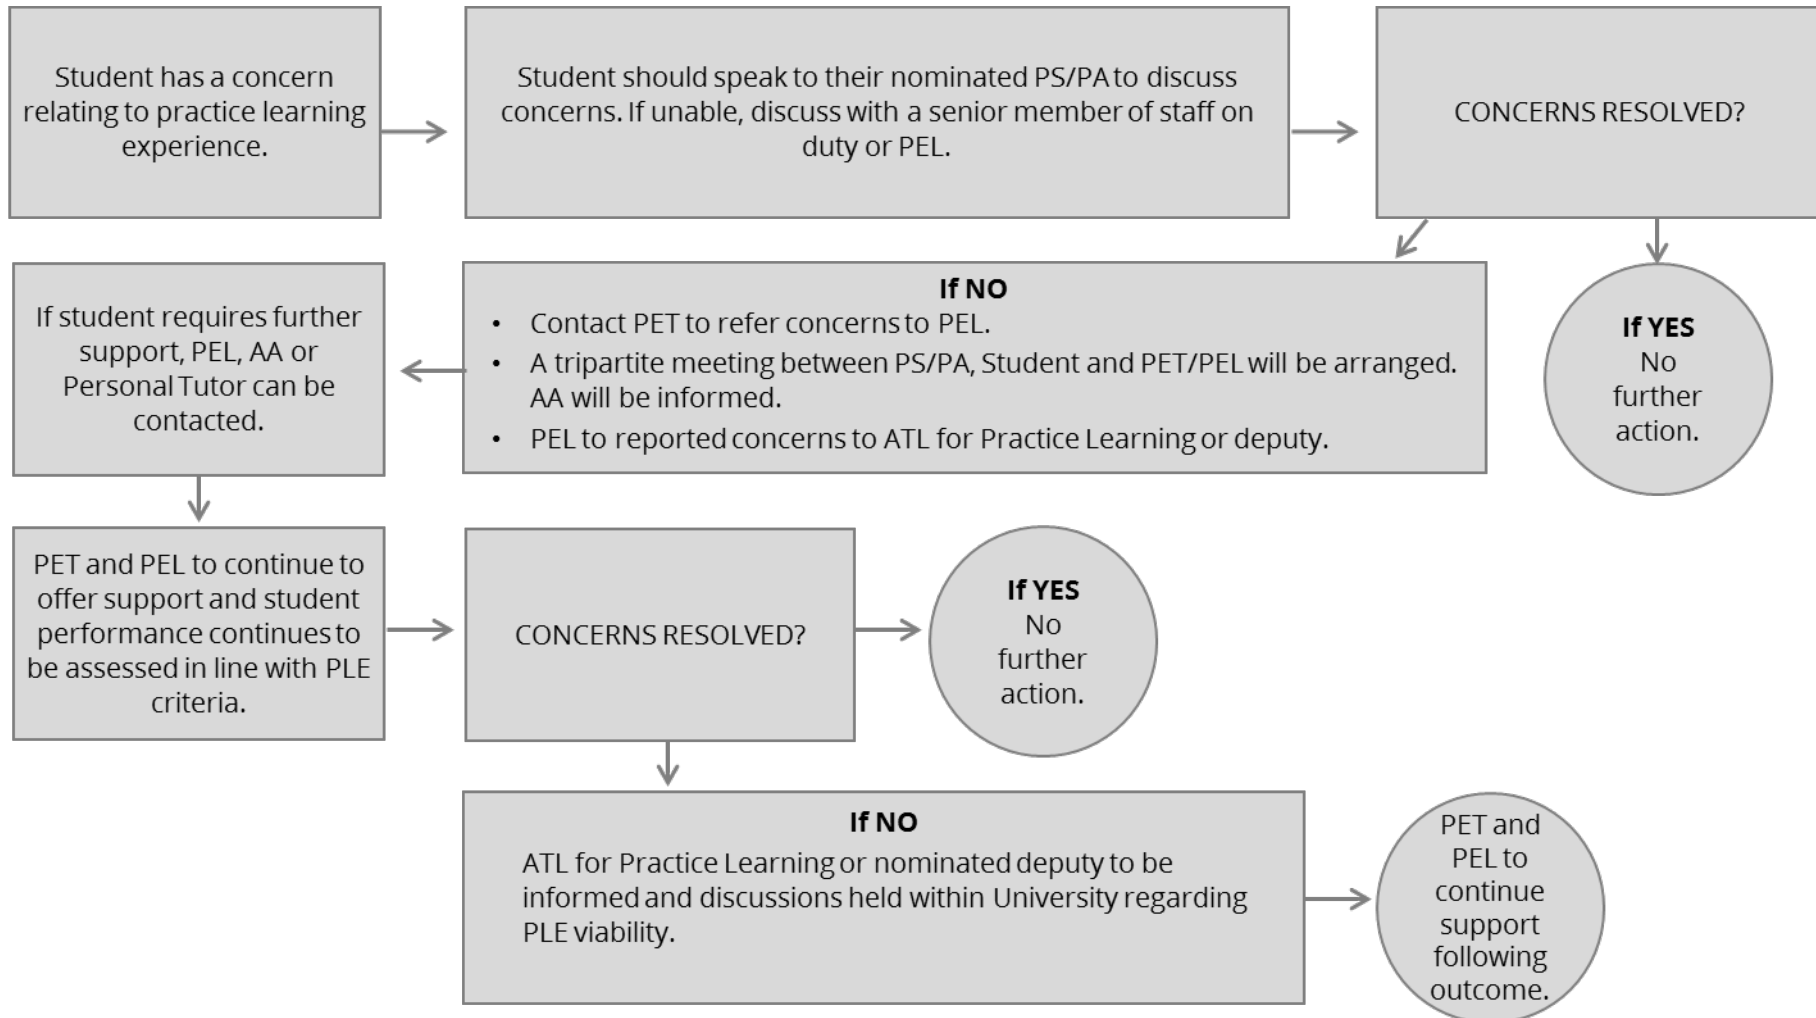 Student has a concern
relating to practice learning
experience.
Student should speak to their nominated PS/PA to discuss
concerns. If unable, discuss with a senior member of staff on
duty or PEL.
CONCERNS RESOLVED?
If YES
No
further
action.
If NO
• Contact PET to refer concerns to PEL.
• A tripartite meeting between PS/PA, Student and PET/PEL will be arranged.
AA will be informed.
• PEL to reported concerns to ATL for Practice Learning or deputy.
If student requires further
support, PEL, AA or
Personal Tutor can be
contacted.
PET and PEL to continue to
offer support and student
performance continues to
be assessed in line with PLE
criteria.
CONCERNS RESOLVED?
If YES
No
further
action.
If NO
ATL for Practice Learning or nominated deputy to be
informed and discussions held within University regarding
PLE viability.
PET and
PEL to
continue
support
following
outcome.